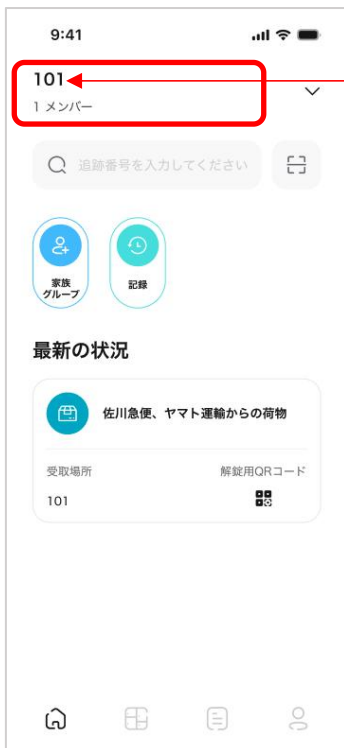 9:41
101
1 メンバー
追跡番号を入力してください
家族
グループ
記録
最新の状況
佐川急便、ヤマト運輸からの荷物
受取場所
解錠用QRコード
101